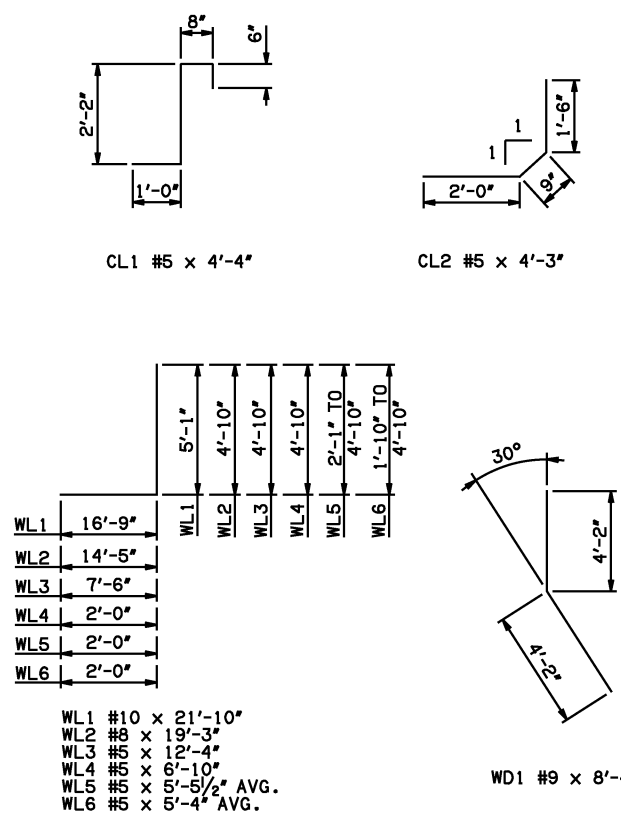 8"
6"
2'-2"
1'-0"
CL1 #5 x 4'-4"
1
1
1'-6"
9"
2'-0"
CL2 #5 x 4'-3"
5'-1"
4'-10"
4'-10"
4'-10"
2'-1" TO
4'-10"
1'-10" TO
4'-10"
WL1
WL2
WL3
WL4
WL5
WL6
WL1 16'-9"
WL2 14'-5"
WL3 7'-6"
WL4 2'-0"
WL5 2'-0"
WL6 2'-0"
WL1 #10 x 21'-10"
WL2 #8 x 19'-3"
WL3 #5 x 12'-4"
WL4 #5 x 6'-10"
WL5 #5 x 5'-5 1/2" AVG.
WL6 #5 x 5'-4" AVG.
30°
4'-2"
4'-2"
WD1 #9 x 8'-